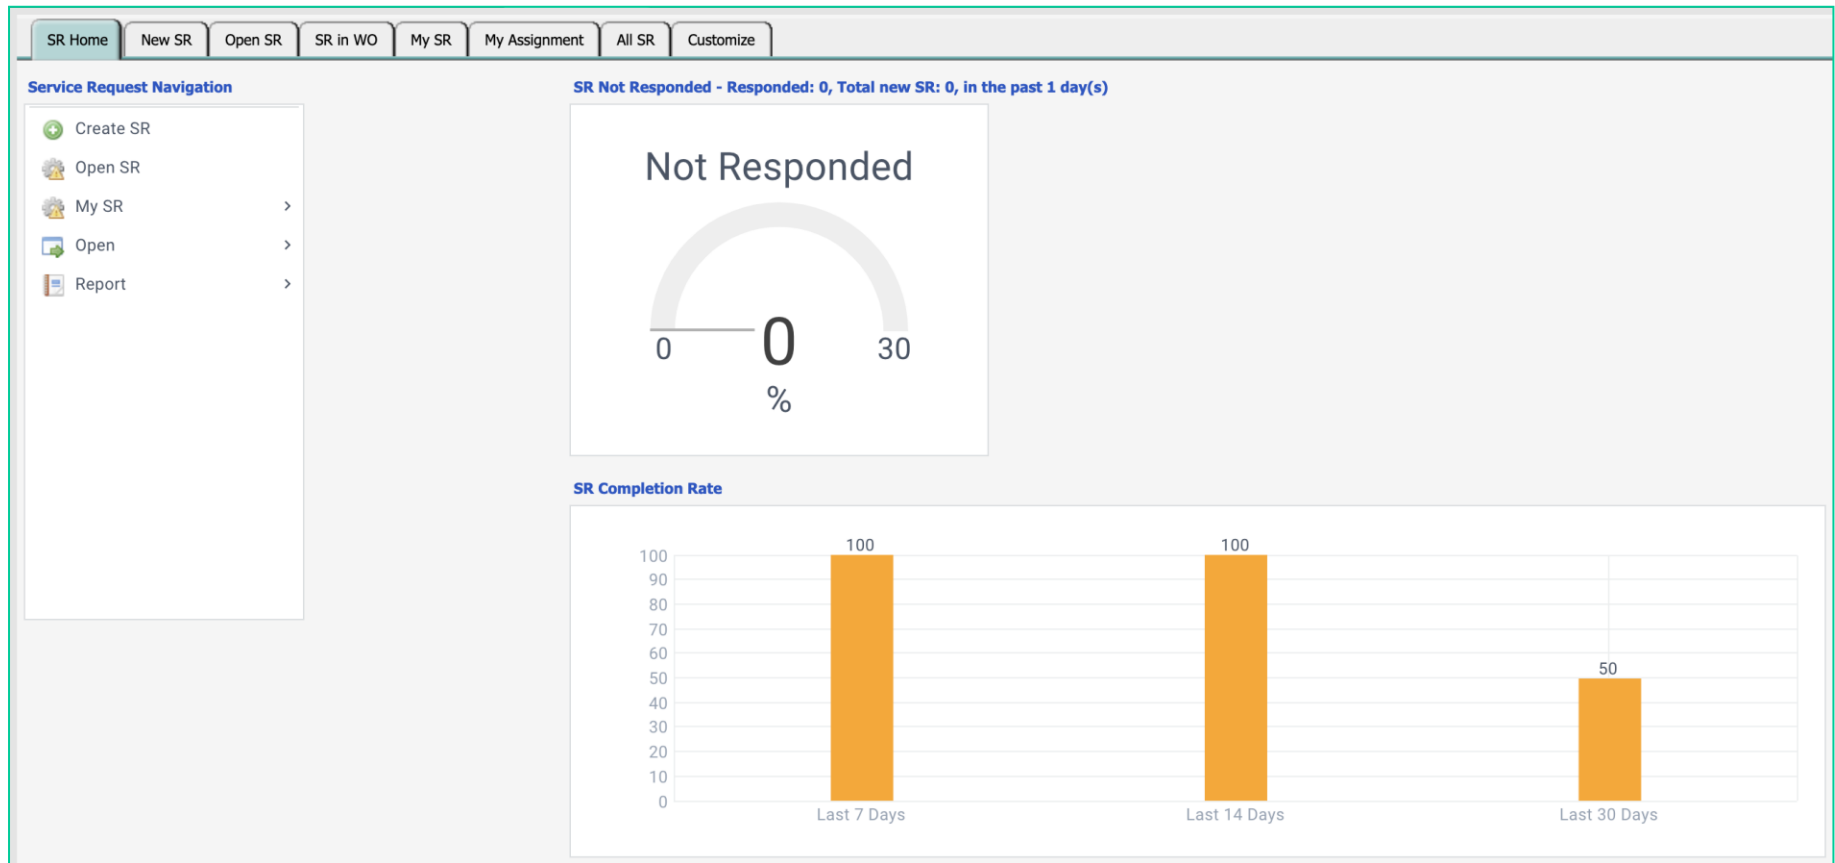 SR Home New SR Open SR SR in WO My SR My Assignment All SR Customize
Service Request Navigation
Create SR
Open SR
My SR
Open
Report
SR Not Responded - Responded: 0, Total new SR: 0, in the past 1 day(s)
Not Responded
0 0 30
%
SR Completion Rate
100 100 50
100
90
80
70
60
50
40
30
20
10
0
Last 7 Days Last 14 Days Last 30 Days